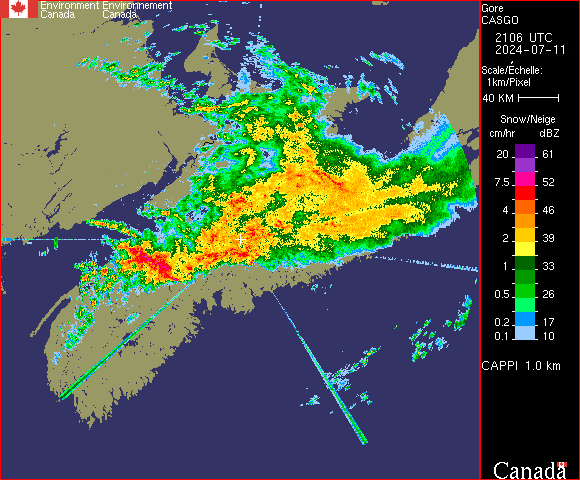 Environment Environnement
Canada Canada
Gore
CASGO
2106 UTC
2024-07-11
Scale/Échelle:
1km/Pixel
40 KM
Snow/Neige
cm/hr dBZ
20 61
56
7.5 52
4 46
2 39
1 33
0.5 26
0.2 17
0.1 10
CAPPI 1.0 km
Canada